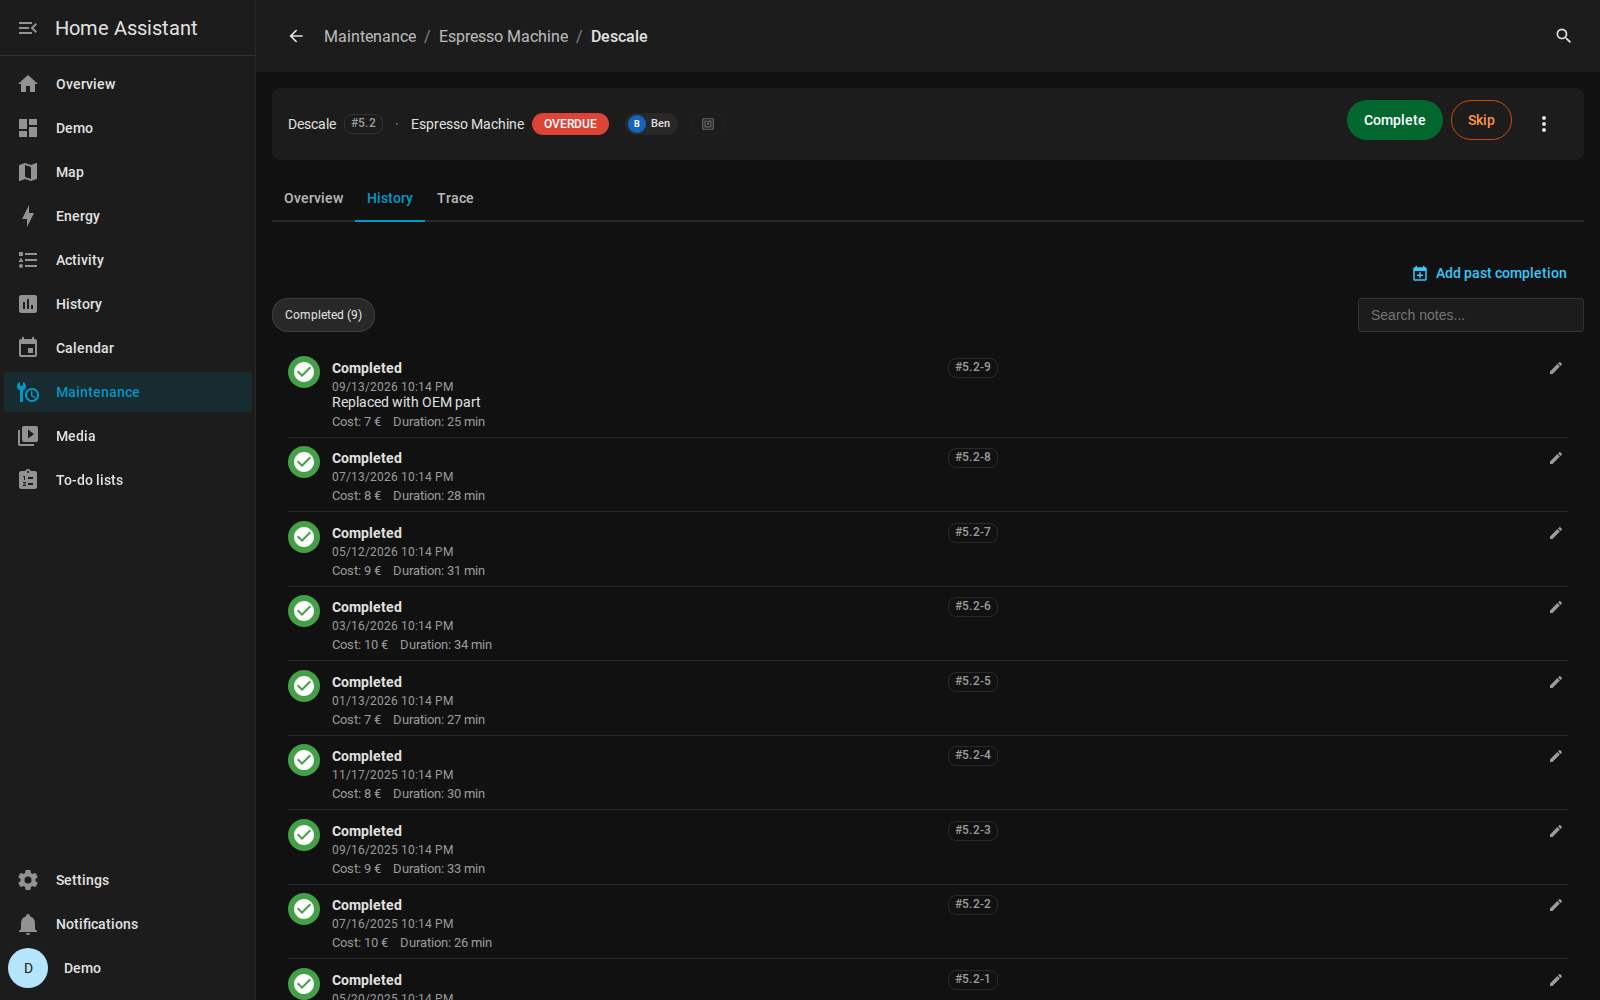 Home Assistant
Overview
Demo
Map
Energy
Activity
History
Calendar
Maintenance
Media
To-do lists
Settings
Notifications
D Demo
Maintenance / Espresso Machine / Descale
Descale #5.2 · Espresso Machine OVERDUE B Ben
Complete Skip
Overview History Trace
Add past completion
Completed (9)
Search notes...
Completed #5.2-9
09/13/2026 10:14 PM
Replaced with OEM part
Cost: 7 € Duration: 25 min
Completed #5.2-8
07/13/2026 10:14 PM
Cost: 8 € Duration: 28 min
Completed #5.2-7
05/12/2026 10:14 PM
Cost: 9 € Duration: 31 min
Completed #5.2-6
03/16/2026 10:14 PM
Cost: 10 € Duration: 34 min
Completed #5.2-5
01/13/2026 10:14 PM
Cost: 7 € Duration: 27 min
Completed #5.2-4
11/17/2025 10:14 PM
Cost: 8 € Duration: 30 min
Completed #5.2-3
09/16/2025 10:14 PM
Cost: 9 € Duration: 33 min
Completed #5.2-2
07/16/2025 10:14 PM
Cost: 10 € Duration: 26 min
Completed #5.2-1
05/20/2025 10:14 PM